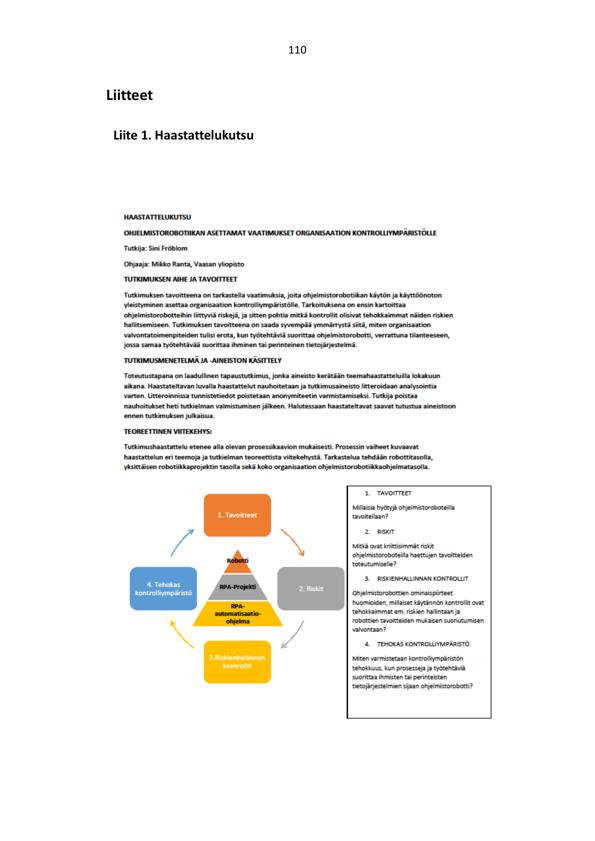 110
Liitteet
Liite 1. Haastattelukutsu
HAASTATTELUKUTSU
OHJELMISTOROBOTIIKAN ASETTAMAT VAATIMUKSET ORGANISAATION KONTROLLIYMPÄRISTÖLLE
Tutkija: Sini Fröblom
Ohjaaja: Mikko Ranta, Vaasan yliopisto
TUTKIMUKSEN AIHE JA TAVOITTEET
Tutkimuksen tavoitteena on tarkastella vaatimuksia, joita ohjelmistorobotiikan käytön ja käyttöönoton
yleistyminen asettaa organisaation kontrolliympäristölle. Tarkoituksena on ensin kartoittaa
ohjelmistorobotteihin liittyviä riskejä, ja sitten pohtia mitkä kontrollit olisivat tehokkaimmat näiden riskien
hallitsemiseen. Tutkimuksen tavoitteena on saada syvempää ymmärrystä siitä, miten organisaation
valvontatoimenpiteiden tulisi erota, kun työtehtäviä suorittaa ohjelmistorobotti, verrattuna tilanteeseen,
jossa samaa työtehtävää suorittaa ihminen tai perinteinen tietojärjestelmä.
TUTKIMUSMENETELMÄ JA -AINEISTON KÄSITTELY
Toteutustapana on laadullinen tapaustutkimus, jonka aineisto kerätään teemahaastatteluilla lokakuun
aikana. Haastateltavan luvalla haastattelut nauhoitetaan ja tutkimusaineisto litteroidaan analysointia
varten. Litteroinnissa tunnistetiedot poistetaan anonymiteetin varmistamiseksi. Tutkija poistaa
nauhoitukset heti tutkielman valmistumisen jälkeen. Halutessaan haastateltavat saavat tutustua aineistoon
ennen tutkimuksen julkaisua.
TEOREETTINEN VIITEKEHYS:
Tutkimushaastattelu etenee alla olevan prosessikaavion mukaisesti. Prosessin vaiheet kuvaavat
haastattelun eri teemoja ja tutkielman teoreettista viitekehystä. Tarkastelua tehdään robottitasolla,
yksittäisen robotiikkaprojektin tasolla sekä koko organisaation ohjelmistorobotiikkaohjelmatasolla.
1. Tavoitteet
2. Riskit
3.Riskienhallinnan
kontrollit
4. Tehokas
kontrolliympäristö
Robotti
RPA-Projekti
RPA-
automatisaatio-
ohjelma
1. TAVOITTEET
Millaisia hyötyjä ohjelmistoroboteilla
tavoitellaan?
2. RISKIT
Mitkä ovat kriittisimmät riskit
ohjelmistoroboteilla haettujen tavoitteiden
toteutumiselle?
3. RISKIENHALLINNAN KONTROLLIT
Ohjelmistorobottien ominaispiirteet
huomioiden, millaiset käytännön kontrollit ovat
tehokkaimmat em. riskien hallintaan ja
robottien tavoitteiden mukaisen suoriutumisen
valvontaan?
4. TEHOKAS KONTROLLIYMPÄRISTÖ
Miten varmistetaan kontrolliympäristön
tehokkuus, kun prosesseja ja työtehtäviä
suorittaa ihmisten tai perinteisten
tietojärjestelmien sijaan ohjelmistorobotti?